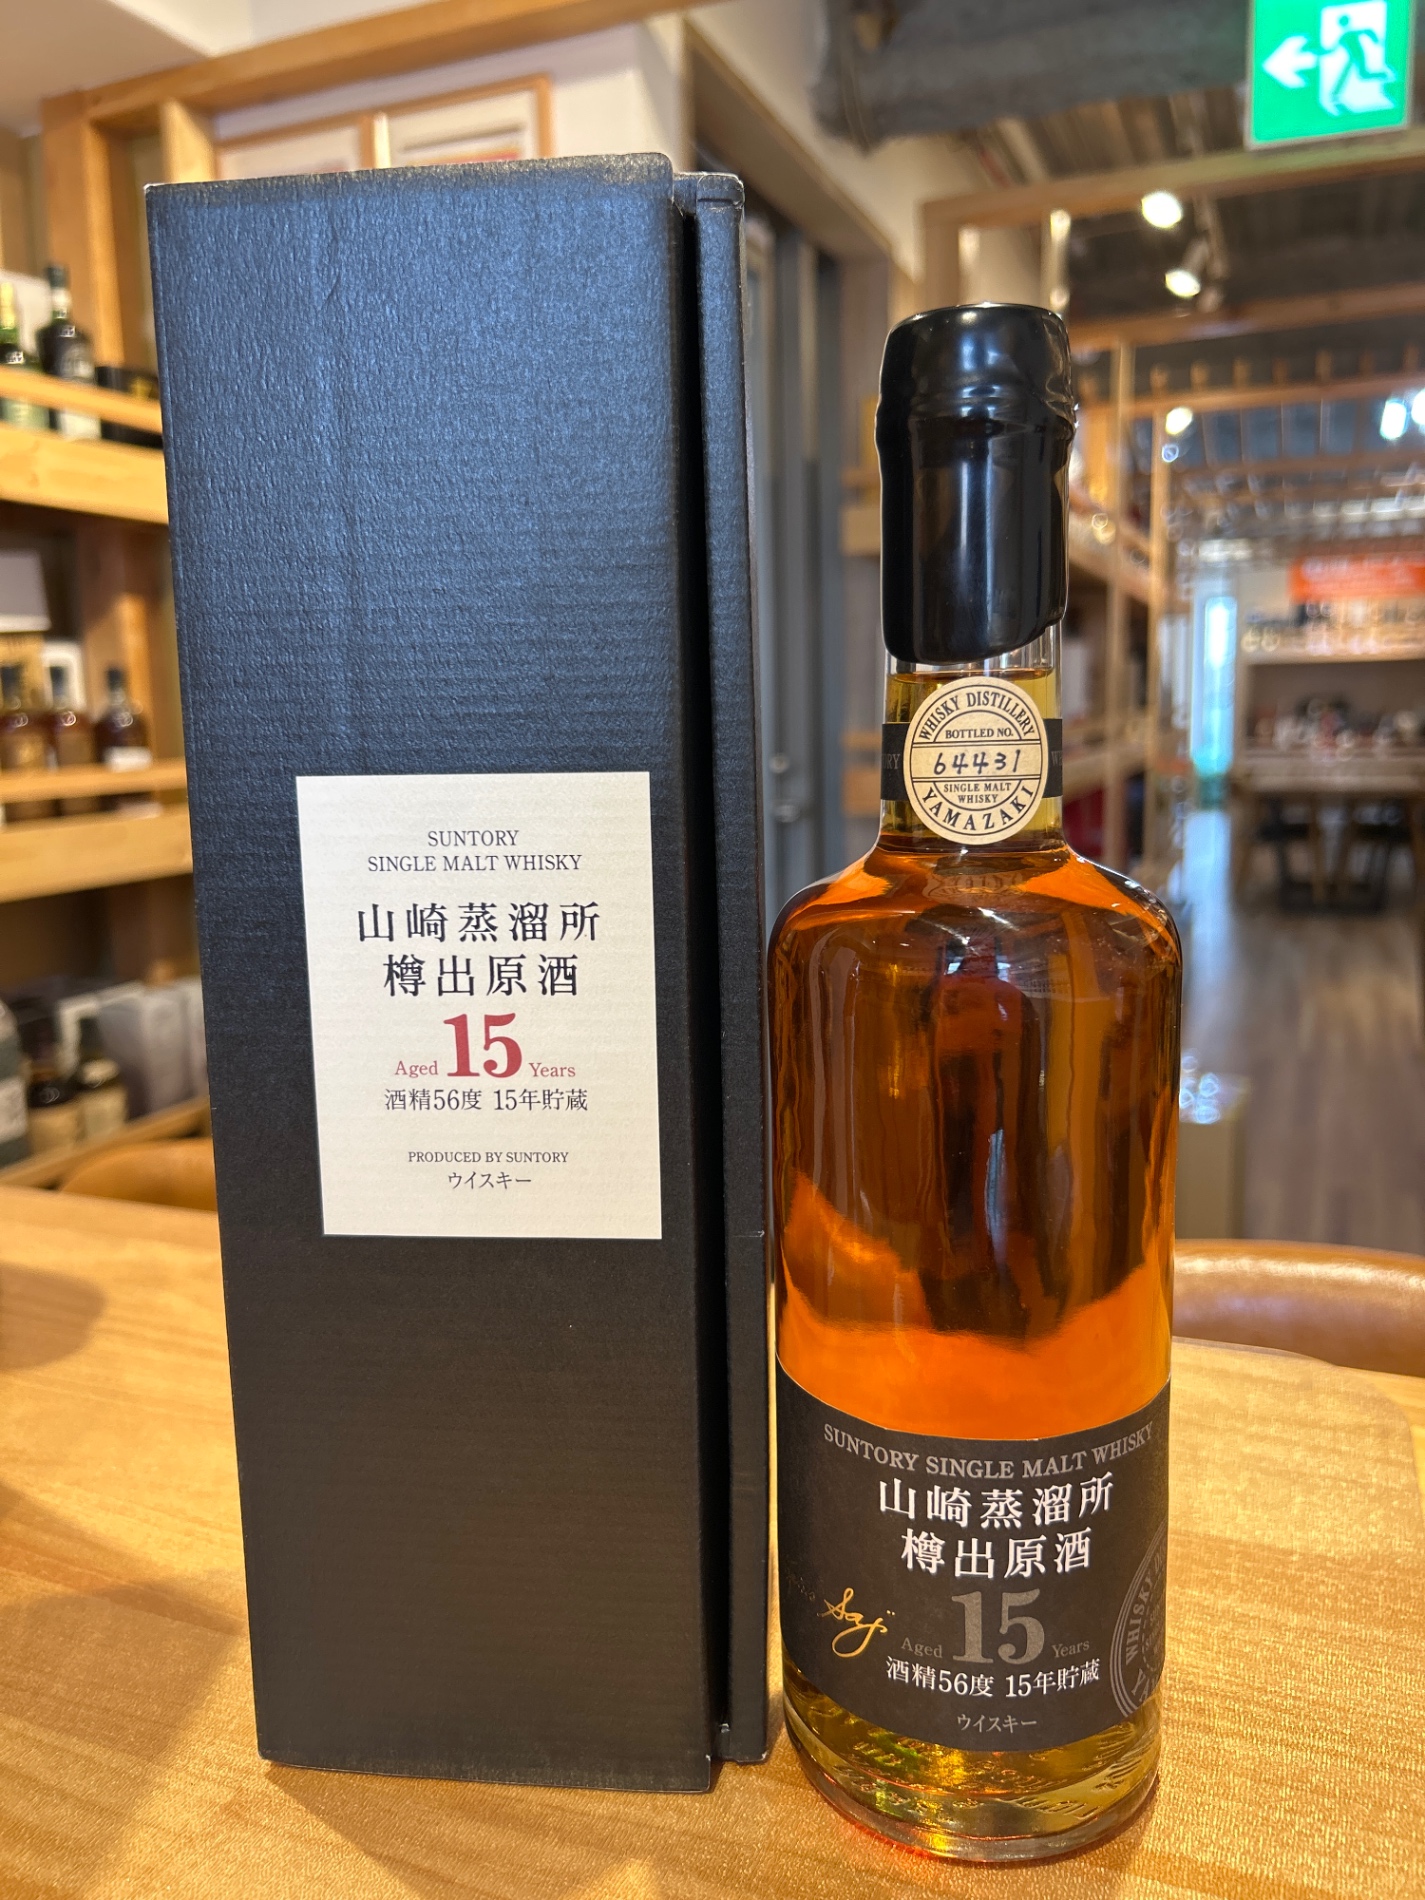 SUNTORY
SINGLE MALT WHISKY
山崎蒸溜所
樽出原酒
Aged 15 Years
酒精56度 15年貯蔵
PRODUCED BY SUNTORY
ウイスキー
WHISKY DISTILLERY
BOTTLED NO.
64431
SINGLE MALT
WHISKY
YAMAZAKI
SUNTORY SINGLE MALT WHISKY
山崎蒸溜所
樽出原酒
Saji
Aged 15 Years
酒精56度 15年貯蔵
ウイスキー
WHISKY